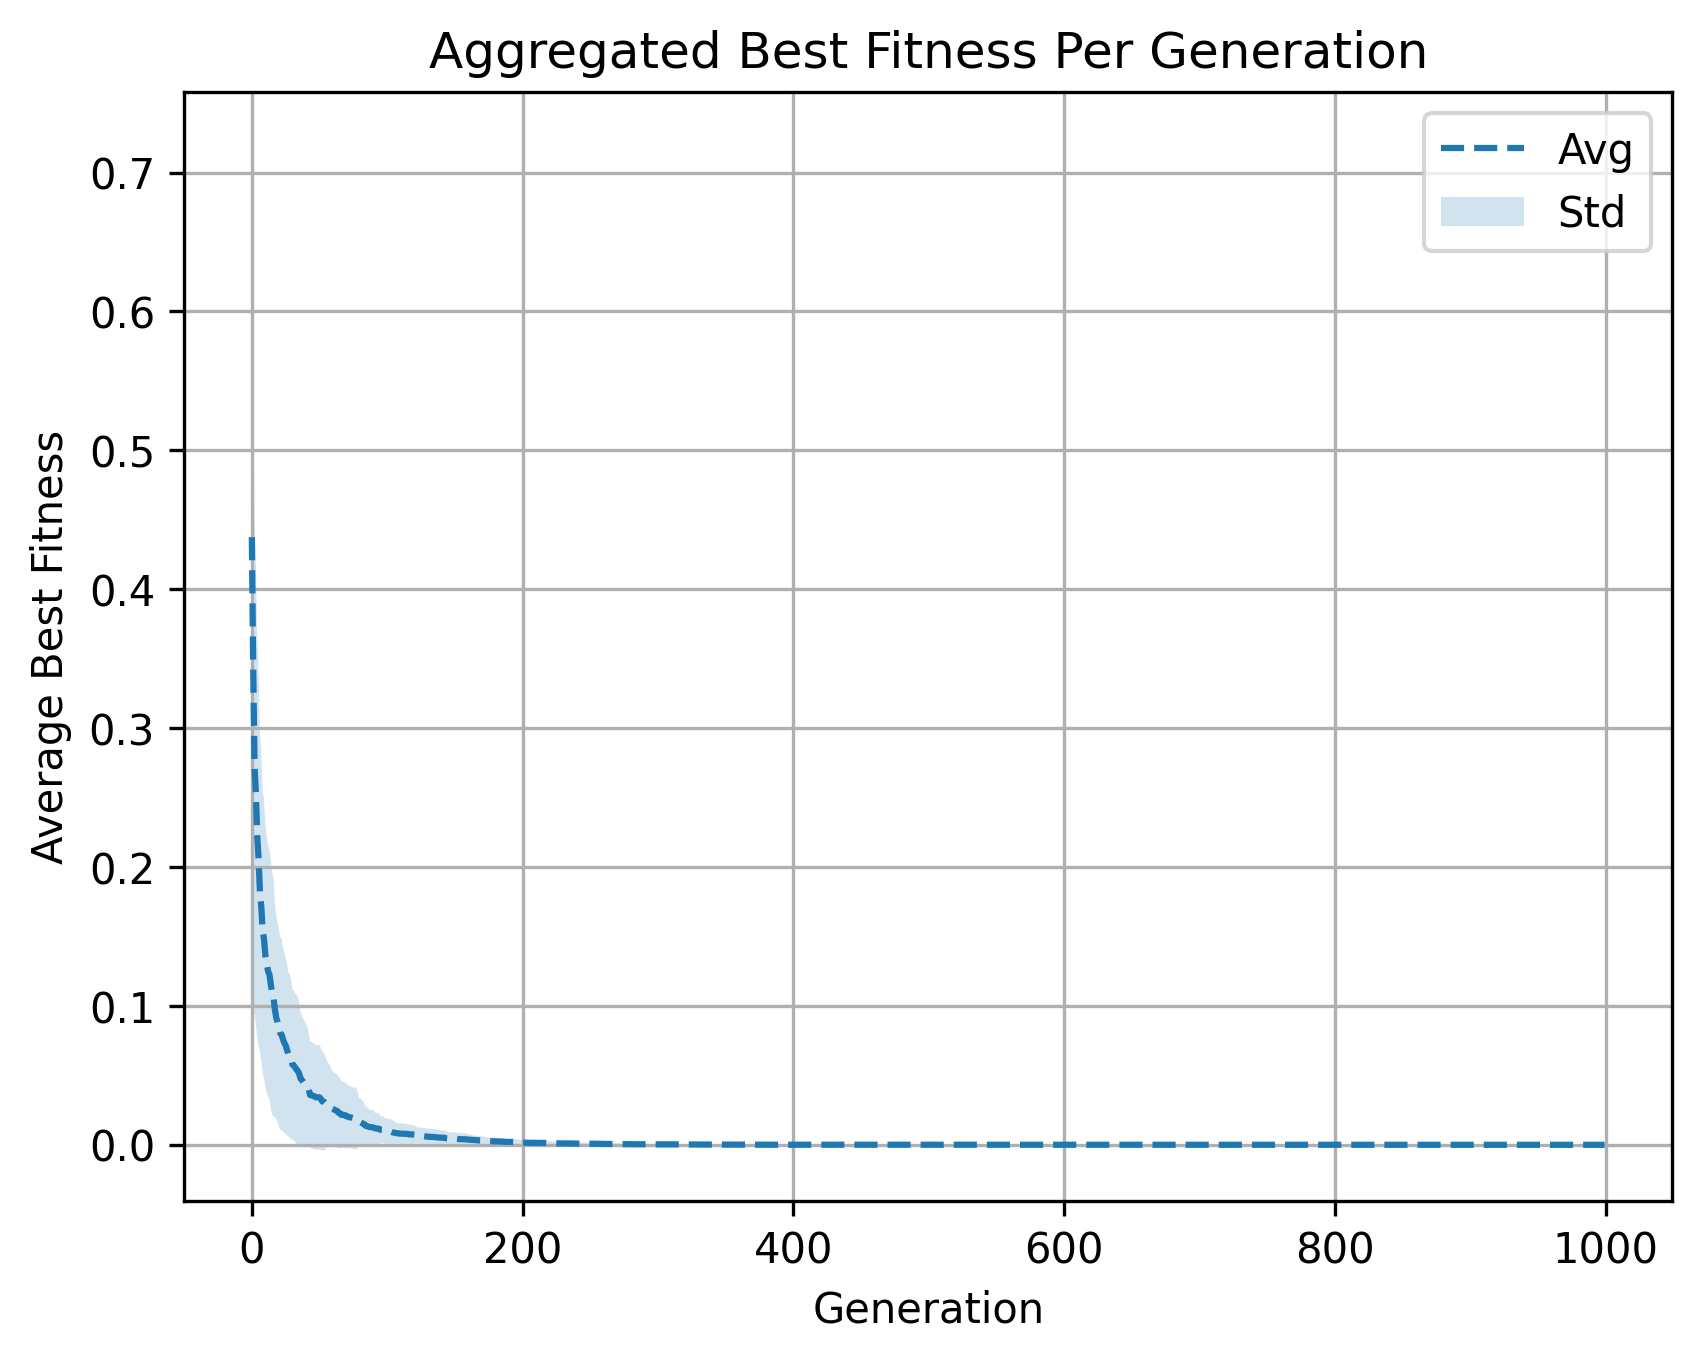 Aggregated Best Fitness Per Generation
Avg
Std
Average Best Fitness
0.7
0.6
0.5
0.4
0.3
0.2
0.1
0.0
0 200 400 600 800 1000
Generation